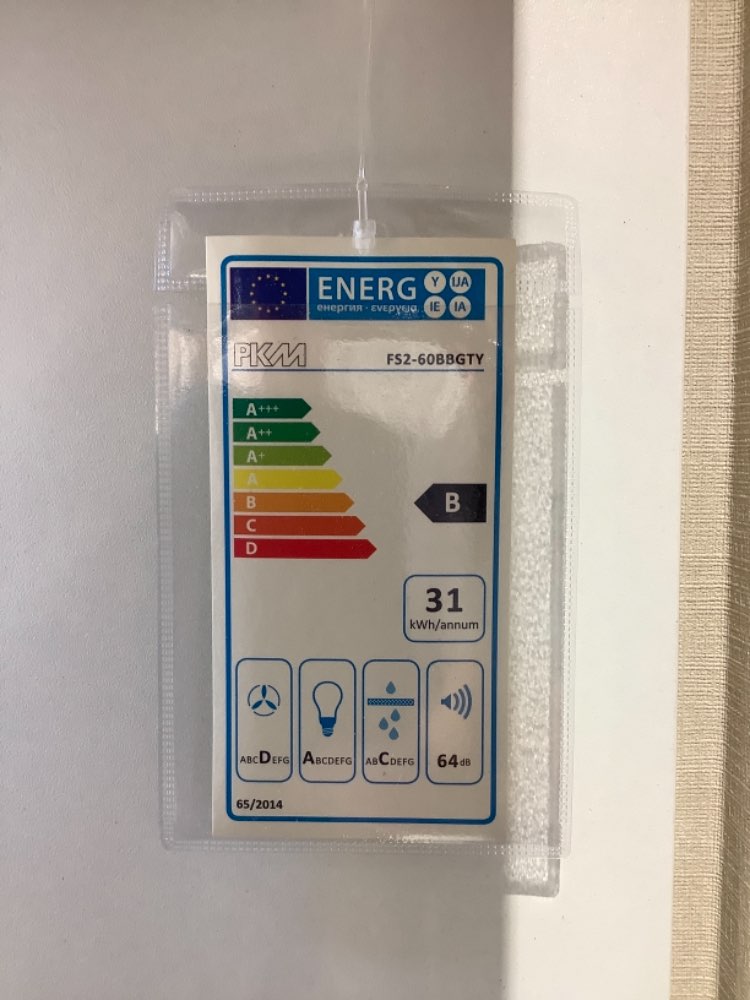 ENERG Y IJA
енергия · ενεργεια IE IA
PKM FS2-60BBGTY
A+++
A++
A+
A
B B
C
D
31
kWh/annum
ABCDEFG ABCDEFG ABCDEFG 64dB
65/2014